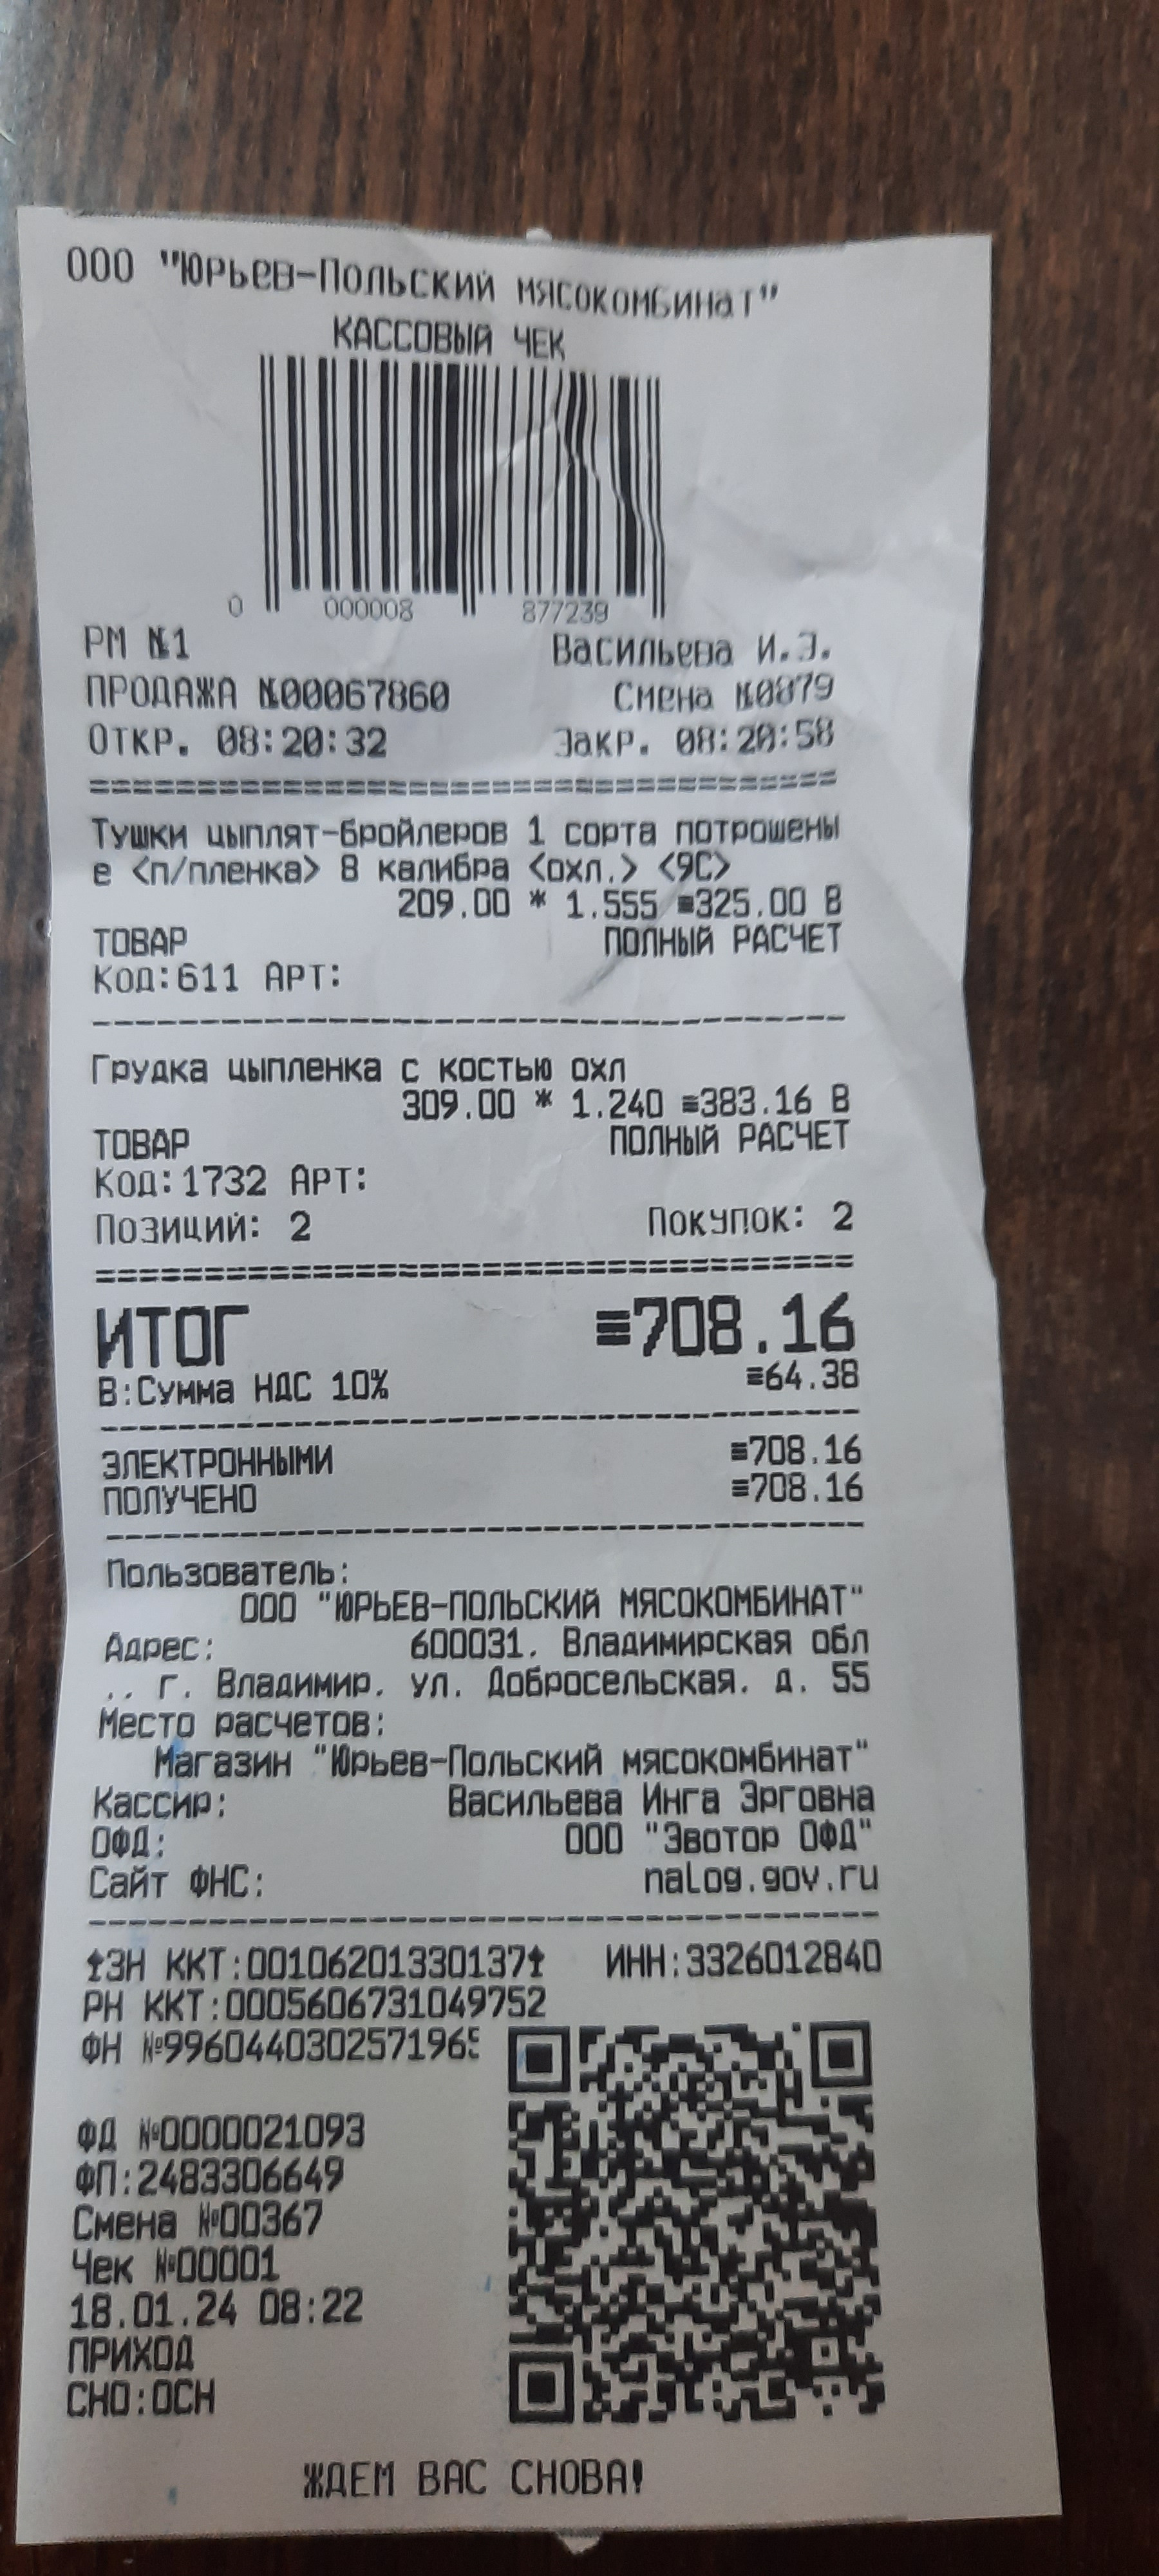 ООО "Юрьев-Польский мясокомбинат"
КАССОВЫЙ ЧЕК
0 000008 877239
РМ №1 Васильева И.Э.
ПРОДАЖА №00067860 Смена №0879
Откр. 08:20:32 Закр. 08:20:58
===================================
Тушки цыплят-бройлеров 1 сорта потрошены
е <п/пленка> 8 калибра <охл.> <9С>
209.00 * 1.555 ≡325.00 В
ТОВАР ПОЛНЫЙ РАСЧЕТ
Код:611 АРТ:
-----------------------------------
Грудка цыпленка с костью охл
309.00 * 1.240 ≡383.16 В
ТОВАР ПОЛНЫЙ РАСЧЕТ
Код:1732 АРТ:
Позиций: 2 Покупок: 2
===================================
ИТОГ ≡708.16
В:Сумма НДС 10% ≡64.38
-----------------------------------
ЭЛЕКТРОННЫМИ ≡708.16
ПОЛУЧЕНО ≡708.16
-----------------------------------
Пользователь:
ООО "ЮРЬЕВ-ПОЛЬСКИЙ МЯСОКОМБИНАТ"
Адрес: 600031, Владимирская обл
., г. Владимир, ул. Добросельская, д. 55
Место расчетов:
Магазин "Юрьев-Польский мясокомбинат"
Кассир: Васильева Инга Эрговна
ОФД: ООО "Эвотор ОФД"
Сайт ФНС: nalog.gov.ru
-----------------------------------
ЗН ККТ:00106201330137 ИНН:3326012840
РН ККТ:0005606731049752
ФН №9960440302571965
ФД №0000021093
ФП:2483306649
Смена №00367
Чек №00001
18.01.24 08:22
ПРИХОД
СНО:ОСН
ЖДЕМ ВАС СНОВА!